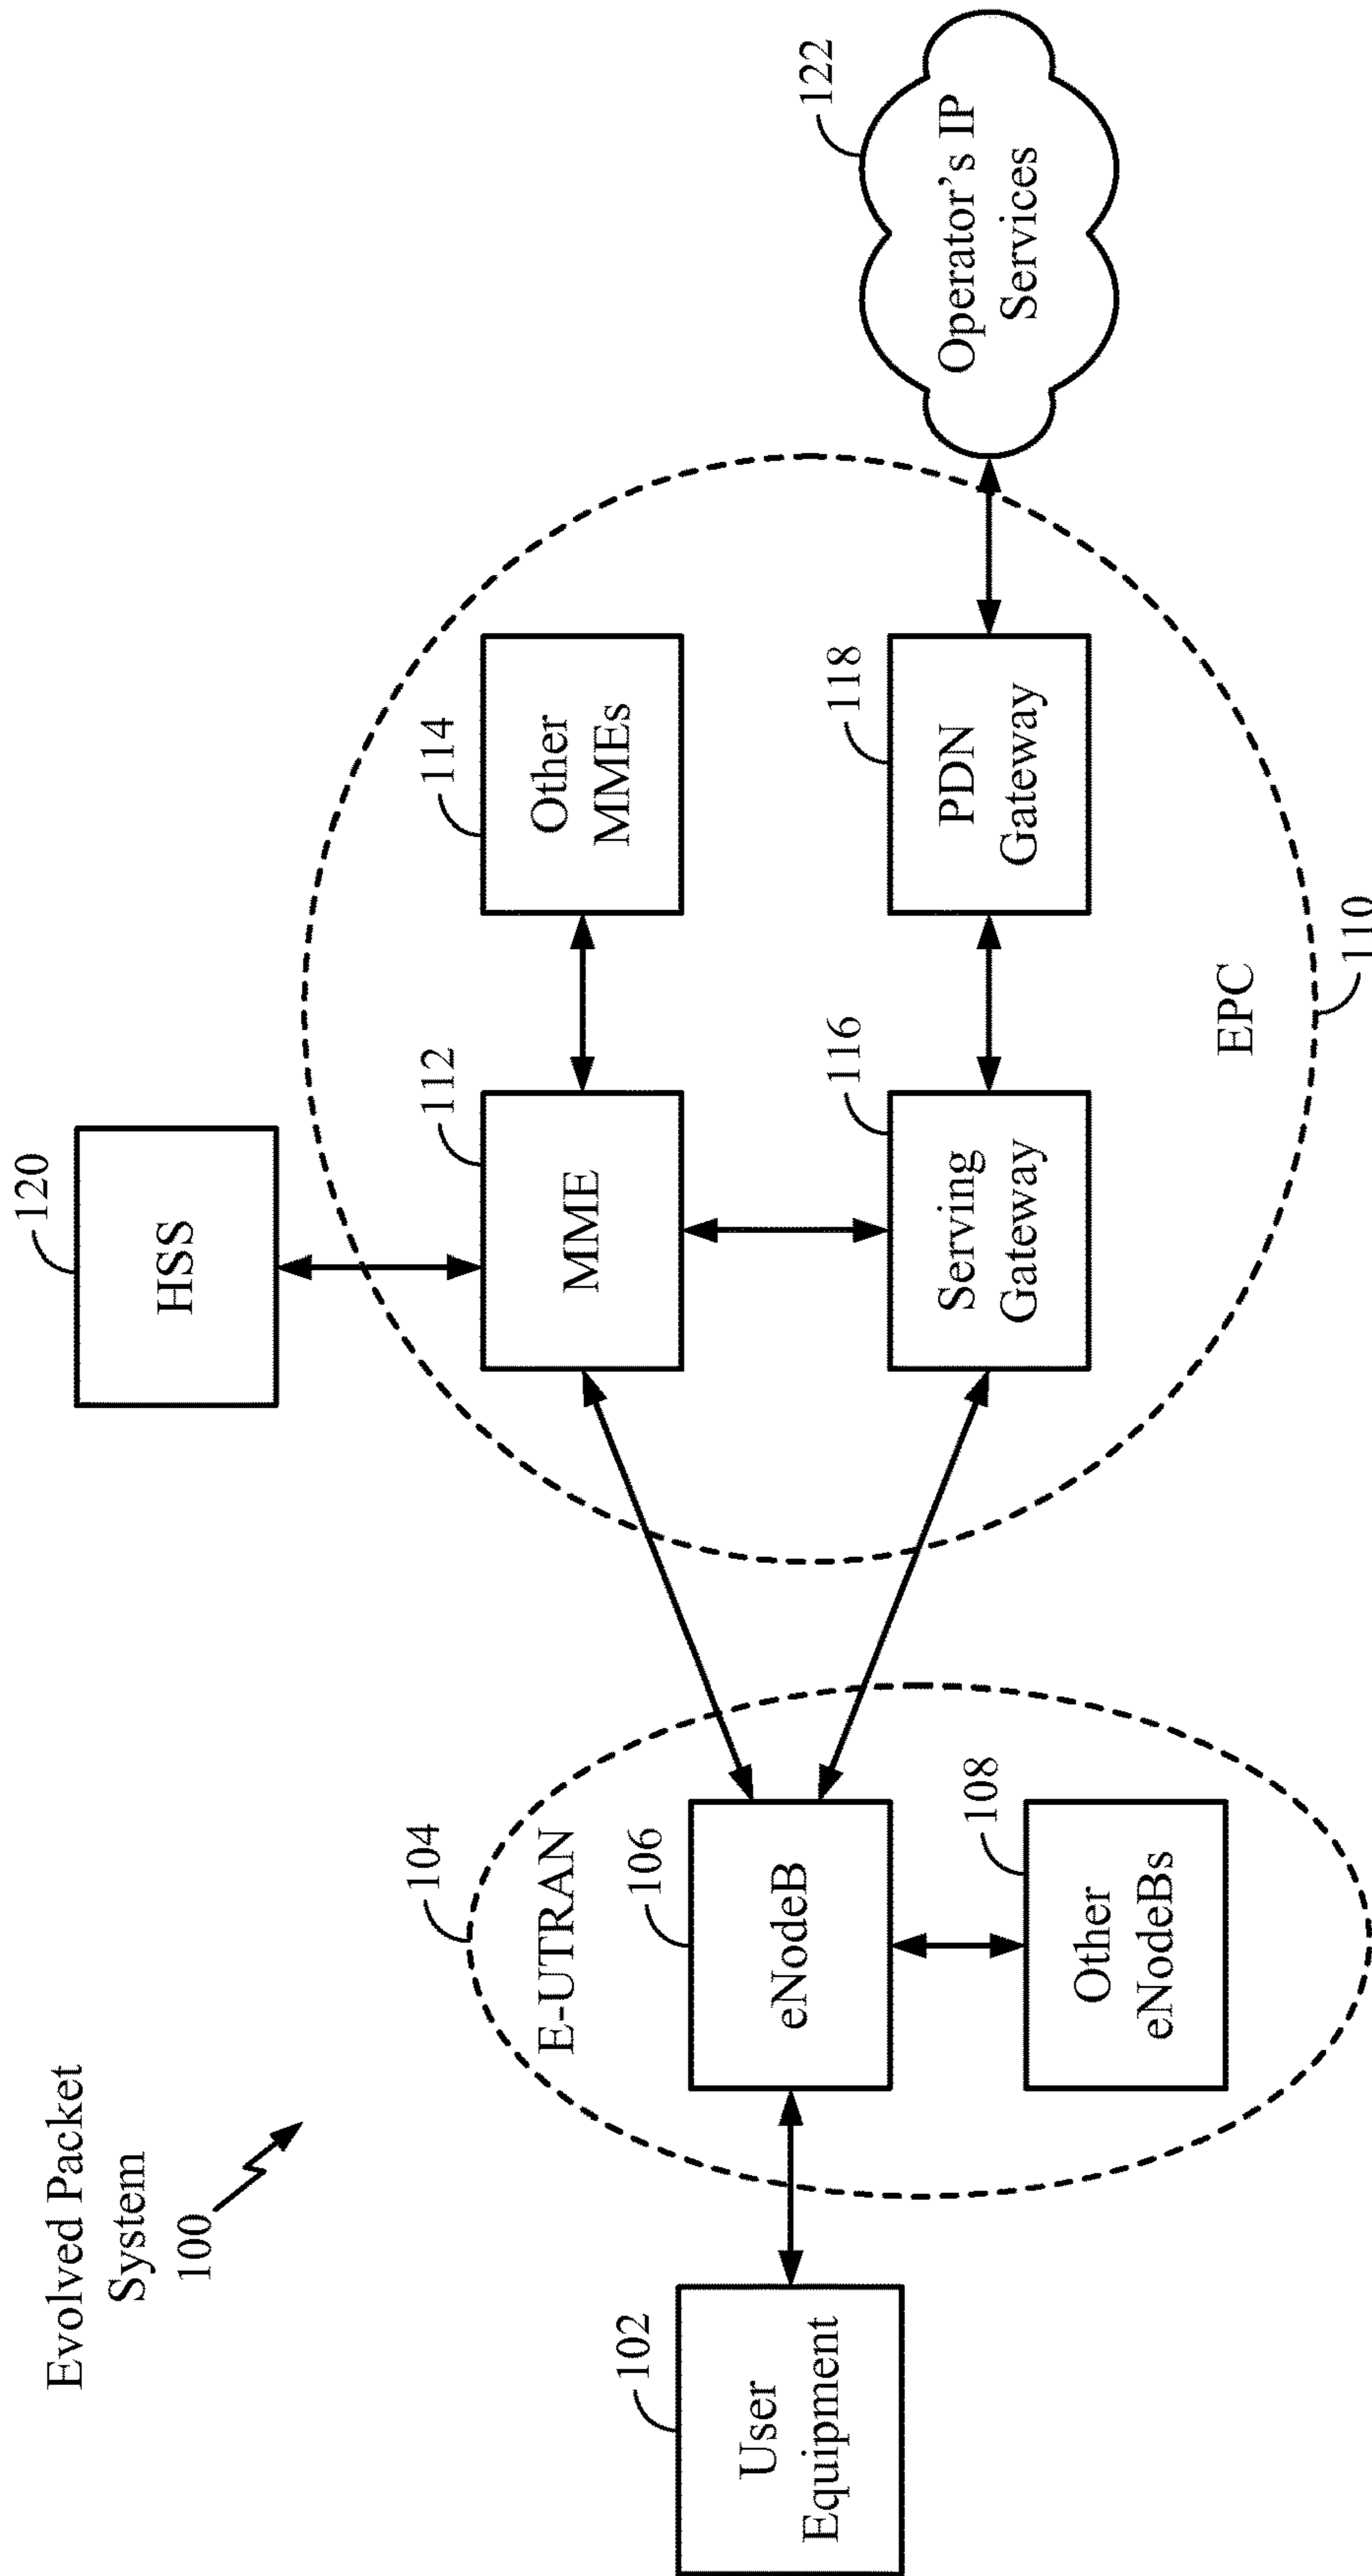 Evolved Packet
System
100
102
User
Equipment
104
E-UTRAN
106
eNodeB
108
Other
eNodeBs
120
HSS
112
MME
114
Other
MMEs
116
Serving
Gateway
118
PDN
Gateway
EPC
110
122
Operator's IP
Services